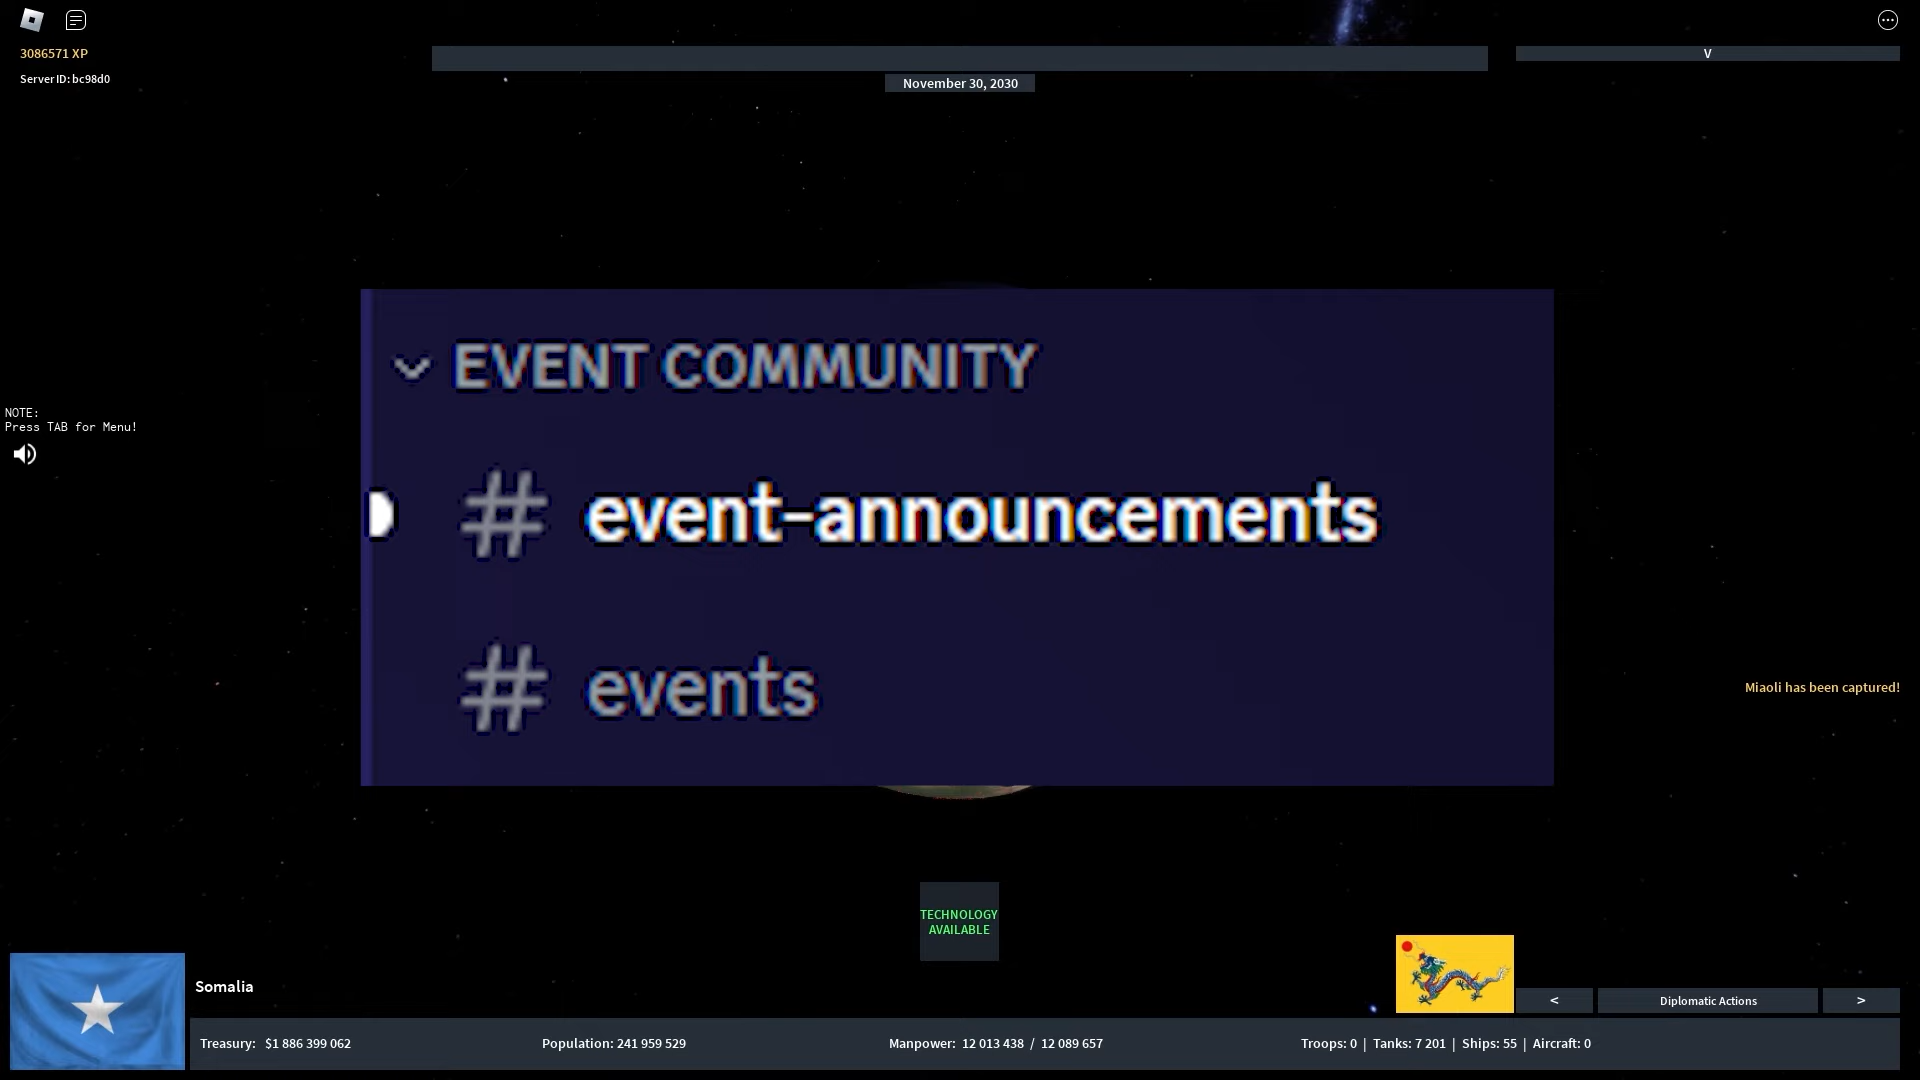 3086571 XP
Server ID: bc98d0
V
November 30, 2030
EVENT COMMUNITY
# event-announcements
# events
NOTE:
Press TAB for Menu!
Miaoli has been captured!
TECHNOLOGY
AVAILABLE
Somalia
< Diplomatic Actions >
Treasury: $1 886 399 062 Population: 241 959 529 Manpower: 12 013 438 / 12 089 657 Troops: 0 | Tanks: 7 201 | Ships: 55 | Aircraft: 0